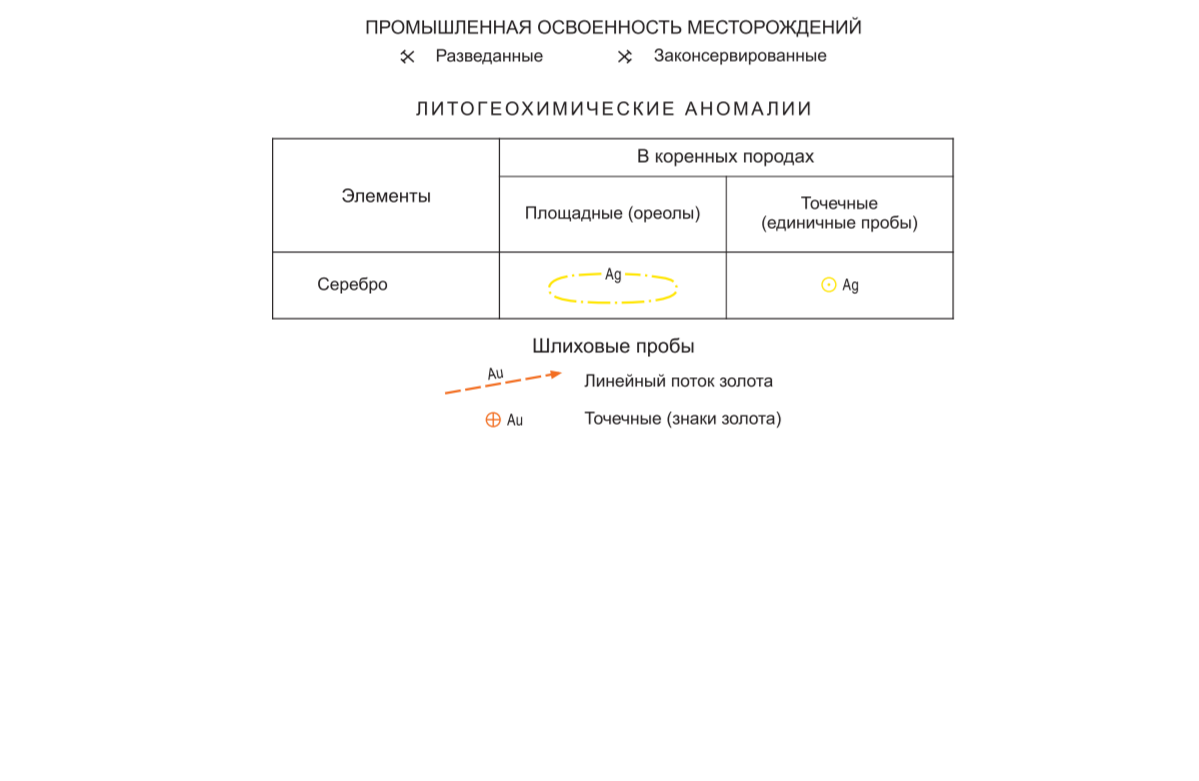 ПРОМЫШЛЕННАЯ ОСВОЕННОСТЬ МЕСТОРОЖДЕНИЙ
Разведанные Законсервированные
ЛИТОГЕОХИМИЧЕСКИЕ АНОМАЛИИ
Элементы
В коренных породах
Площадные (ореолы)
Точечные
(единичные пробы)
Серебро Ag Ag
Шлиховые пробы
Au Линейный поток золота
Au Точечные (знаки золота)